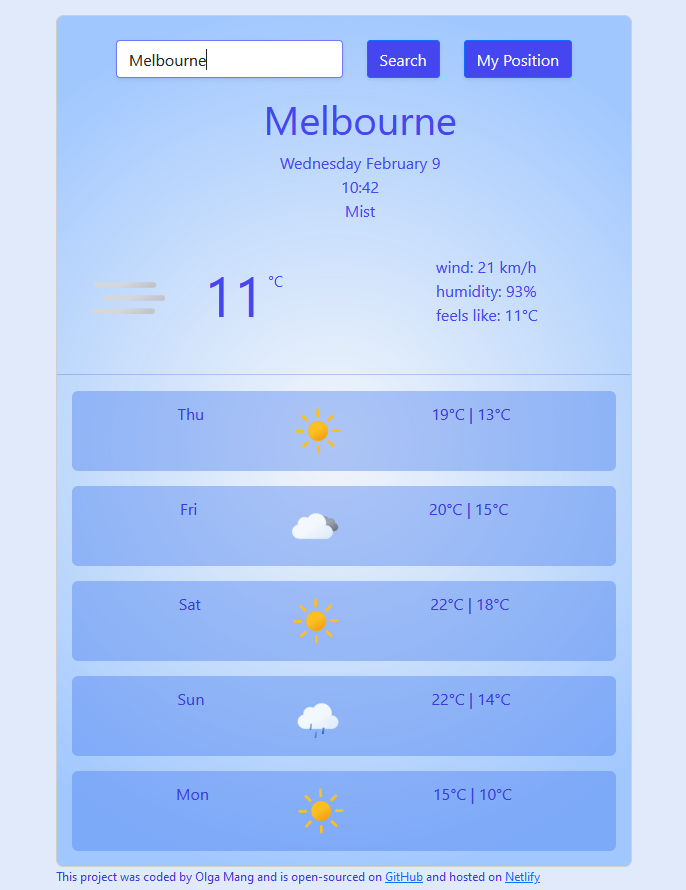 Melbourne
Search
My Position
Melbourne
Wednesday February 9
10:42
Mist
11 °C
wind: 21 km/h
humidity: 93%
feels like: 11°C
Thu 19°C | 13°C
Fri 20°C | 15°C
Sat 22°C | 18°C
Sun 22°C | 14°C
Mon 15°C | 10°C
This project was coded by Olga Mang and is open-sourced on GitHub and hosted on Netlify